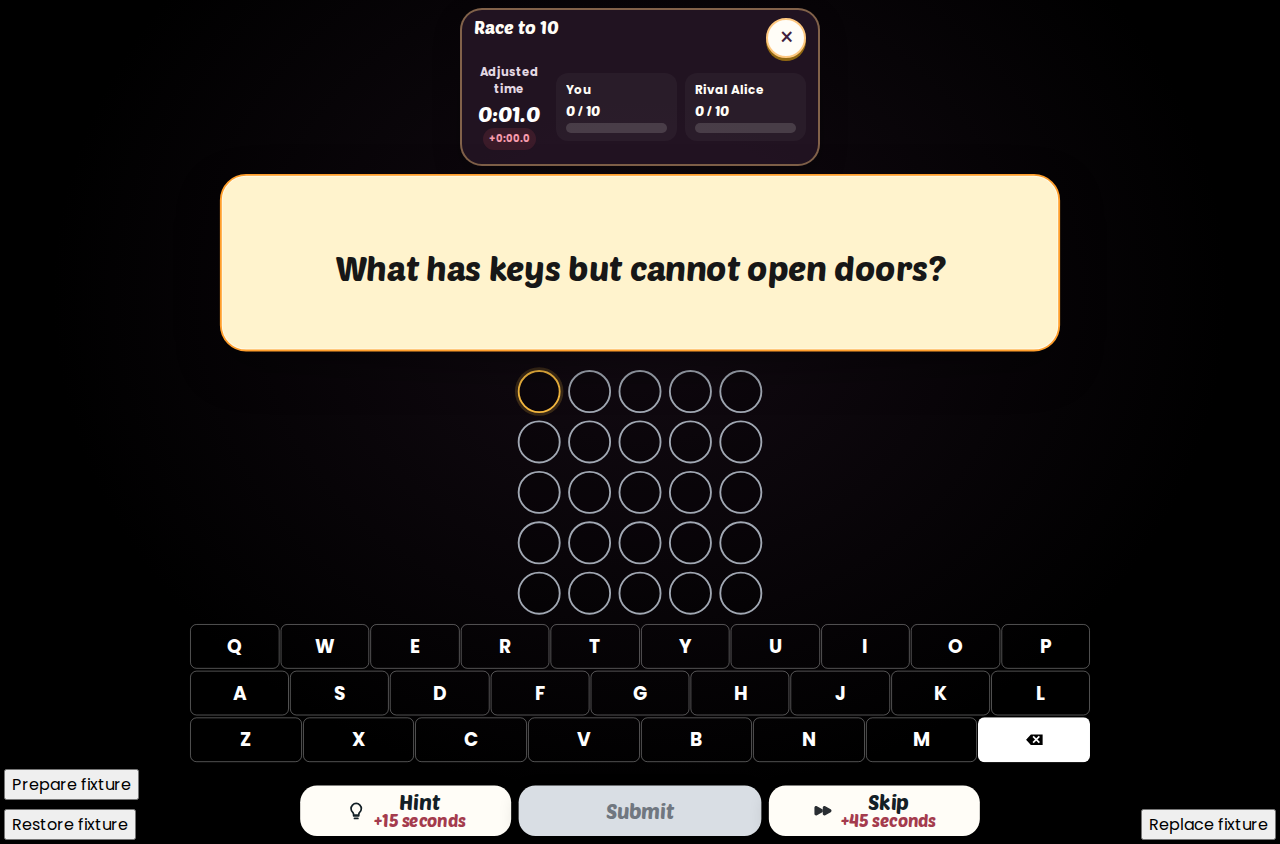 Race to 10
×
Adjusted
time
0:01.0
+0:00.0
You
0 / 10
Rival Alice
0 / 10
What has keys but cannot open doors?
Q W E R T Y U I O P
A S D F G H J K L
Z X C V B N M
Prepare fixture
Restore fixture
Hint
+15 seconds
Submit
Skip
+45 seconds
Replace fixture